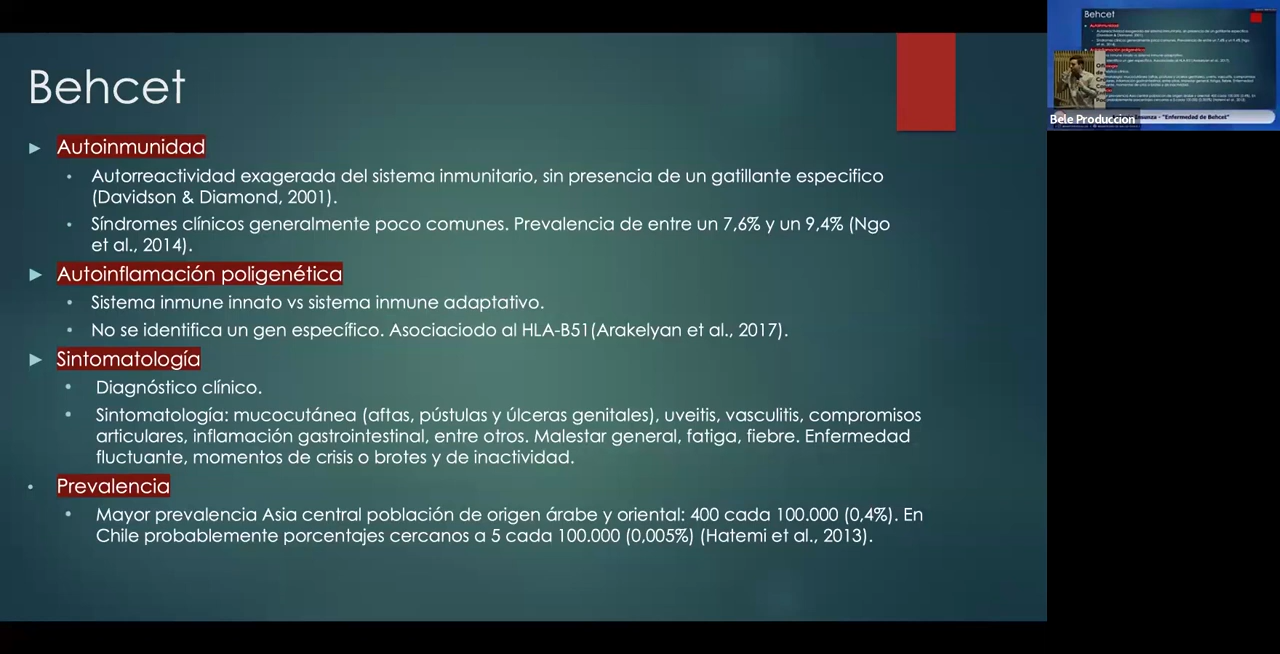 Behcet
Autoinmunidad
Autorreactividad exagerada del sistema inmunitario, sin presencia de un gatillante especifico
(Davidson & Diamond, 2001).
Síndromes clínicos generalmente poco comunes. Prevalencia de entre un 7,6% y un 9,4% (Ngo
et al., 2014).
Autoinflamación poligenética
Sistema inmune innato vs sistema inmune adaptativo.
No se identifica un gen específico. Asociaciodo al HLA-B51(Arakelyan et al., 2017).
Sintomatología
Diagnóstico clínico.
Sintomatología: mucocutánea (aftas, pústulas y úlceras genitales), uveitis, vasculitis, compromisos
articulares, inflamación gastrointestinal, entre otros. Malestar general, fatiga, fiebre. Enfermedad
fluctuante, momentos de crisis o brotes y de inactividad.
Prevalencia
Mayor prevalencia Asia central población de origen árabe y oriental: 400 cada 100.000 (0,4%). En
Chile probablemente porcentajes cercanos a 5 cada 100.000 (0,005%) (Hatemi et al., 2013).
Behcet
Bele Produccion
"Enfermedad de Behcet"